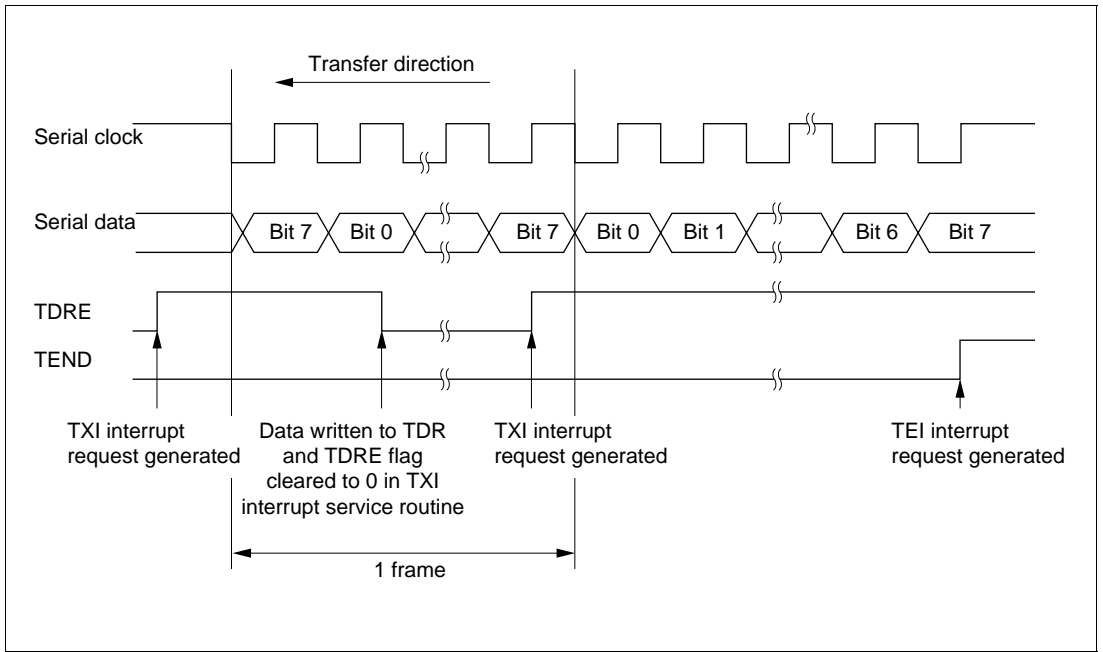 Transfer direction
Serial clock
Serial data
Bit 7 Bit 0 Bit 7 Bit 0 Bit 1 Bit 6 Bit 7
TDRE
TEND
TXI interrupt
request generated
Data written to TDR
and TDRE flag
cleared to 0 in TXI
interrupt service routine
TXI interrupt
request generated
TEI interrupt
request generated
1 frame